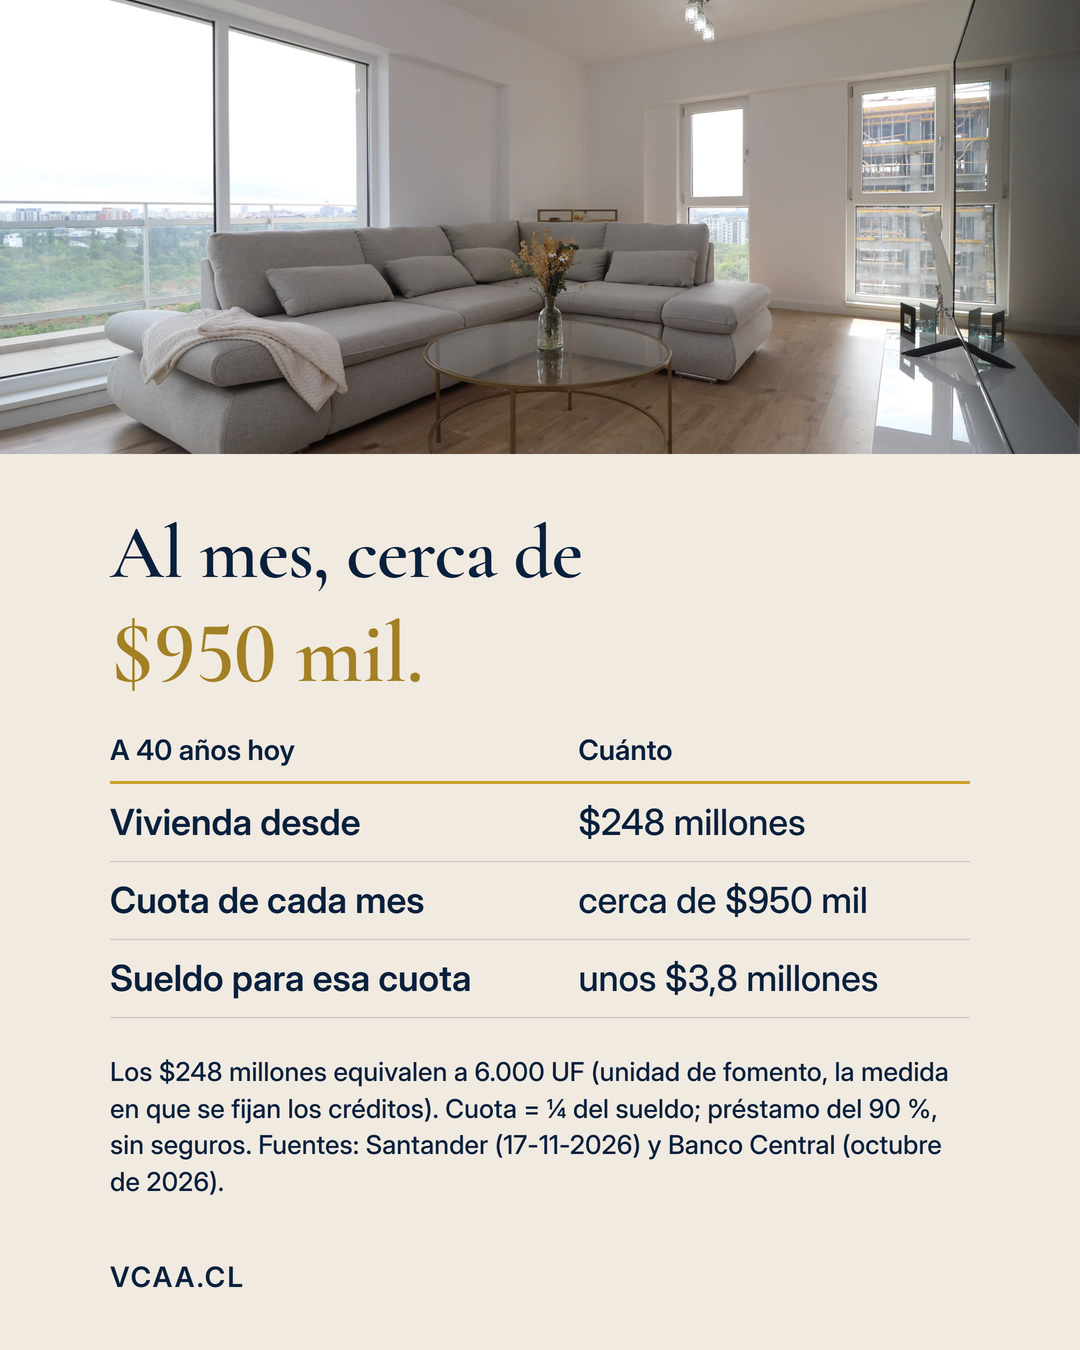 Al mes, cerca de
$950 mil.
A 40 años hoy
Cuánto
Vivienda desde
$248 millones
Cuota de cada mes
cerca de $950 mil
Sueldo para esa cuota
unos $3,8 millones
Los $248 millones equivalen a 6.000 UF (unidad de fomento, la medida
en que se fijan los créditos). Cuota = ¼ del sueldo; préstamo del 90 %,
sin seguros. Fuentes: Santander (17-11-2026) y Banco Central (octubre
de 2026).
VCAA.CL